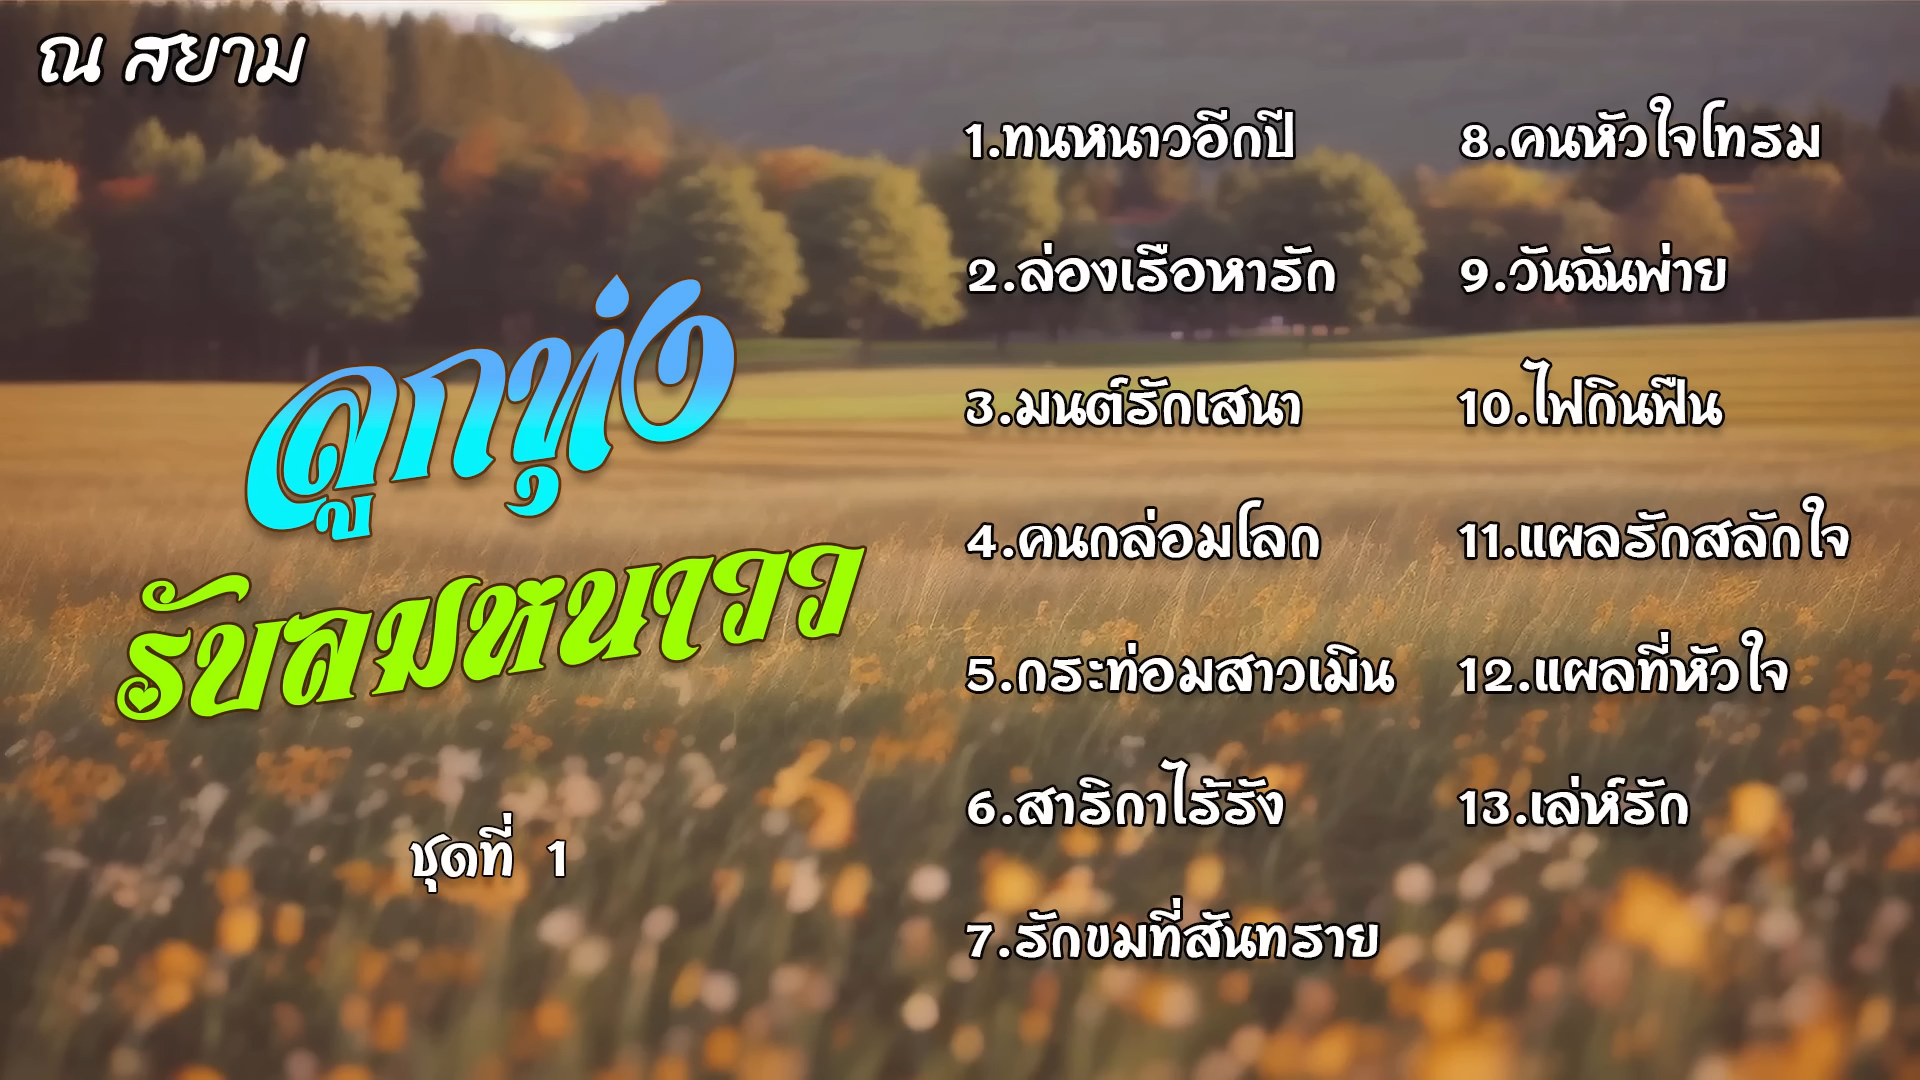 ณ สยาม
ลูกทุ่ง
รับลมหนาวว
ชุดที่ 1
1.ทนหนาวอีกปี
2.ล่องเรือหารัก
3.มนต์รักเสนา
4.คนกล่อมโลก
5.กระท่อมสาวเมิน
6.สาริกาไร้รัง
7.รักขมที่สันทราย
8.คนหัวใจโทรม
9.วันฉันพ่าย
10.ไฟกินฟืน
11.แผลรักสลักใจ
12.แผลที่หัวใจ
13.เล่ห์รัก